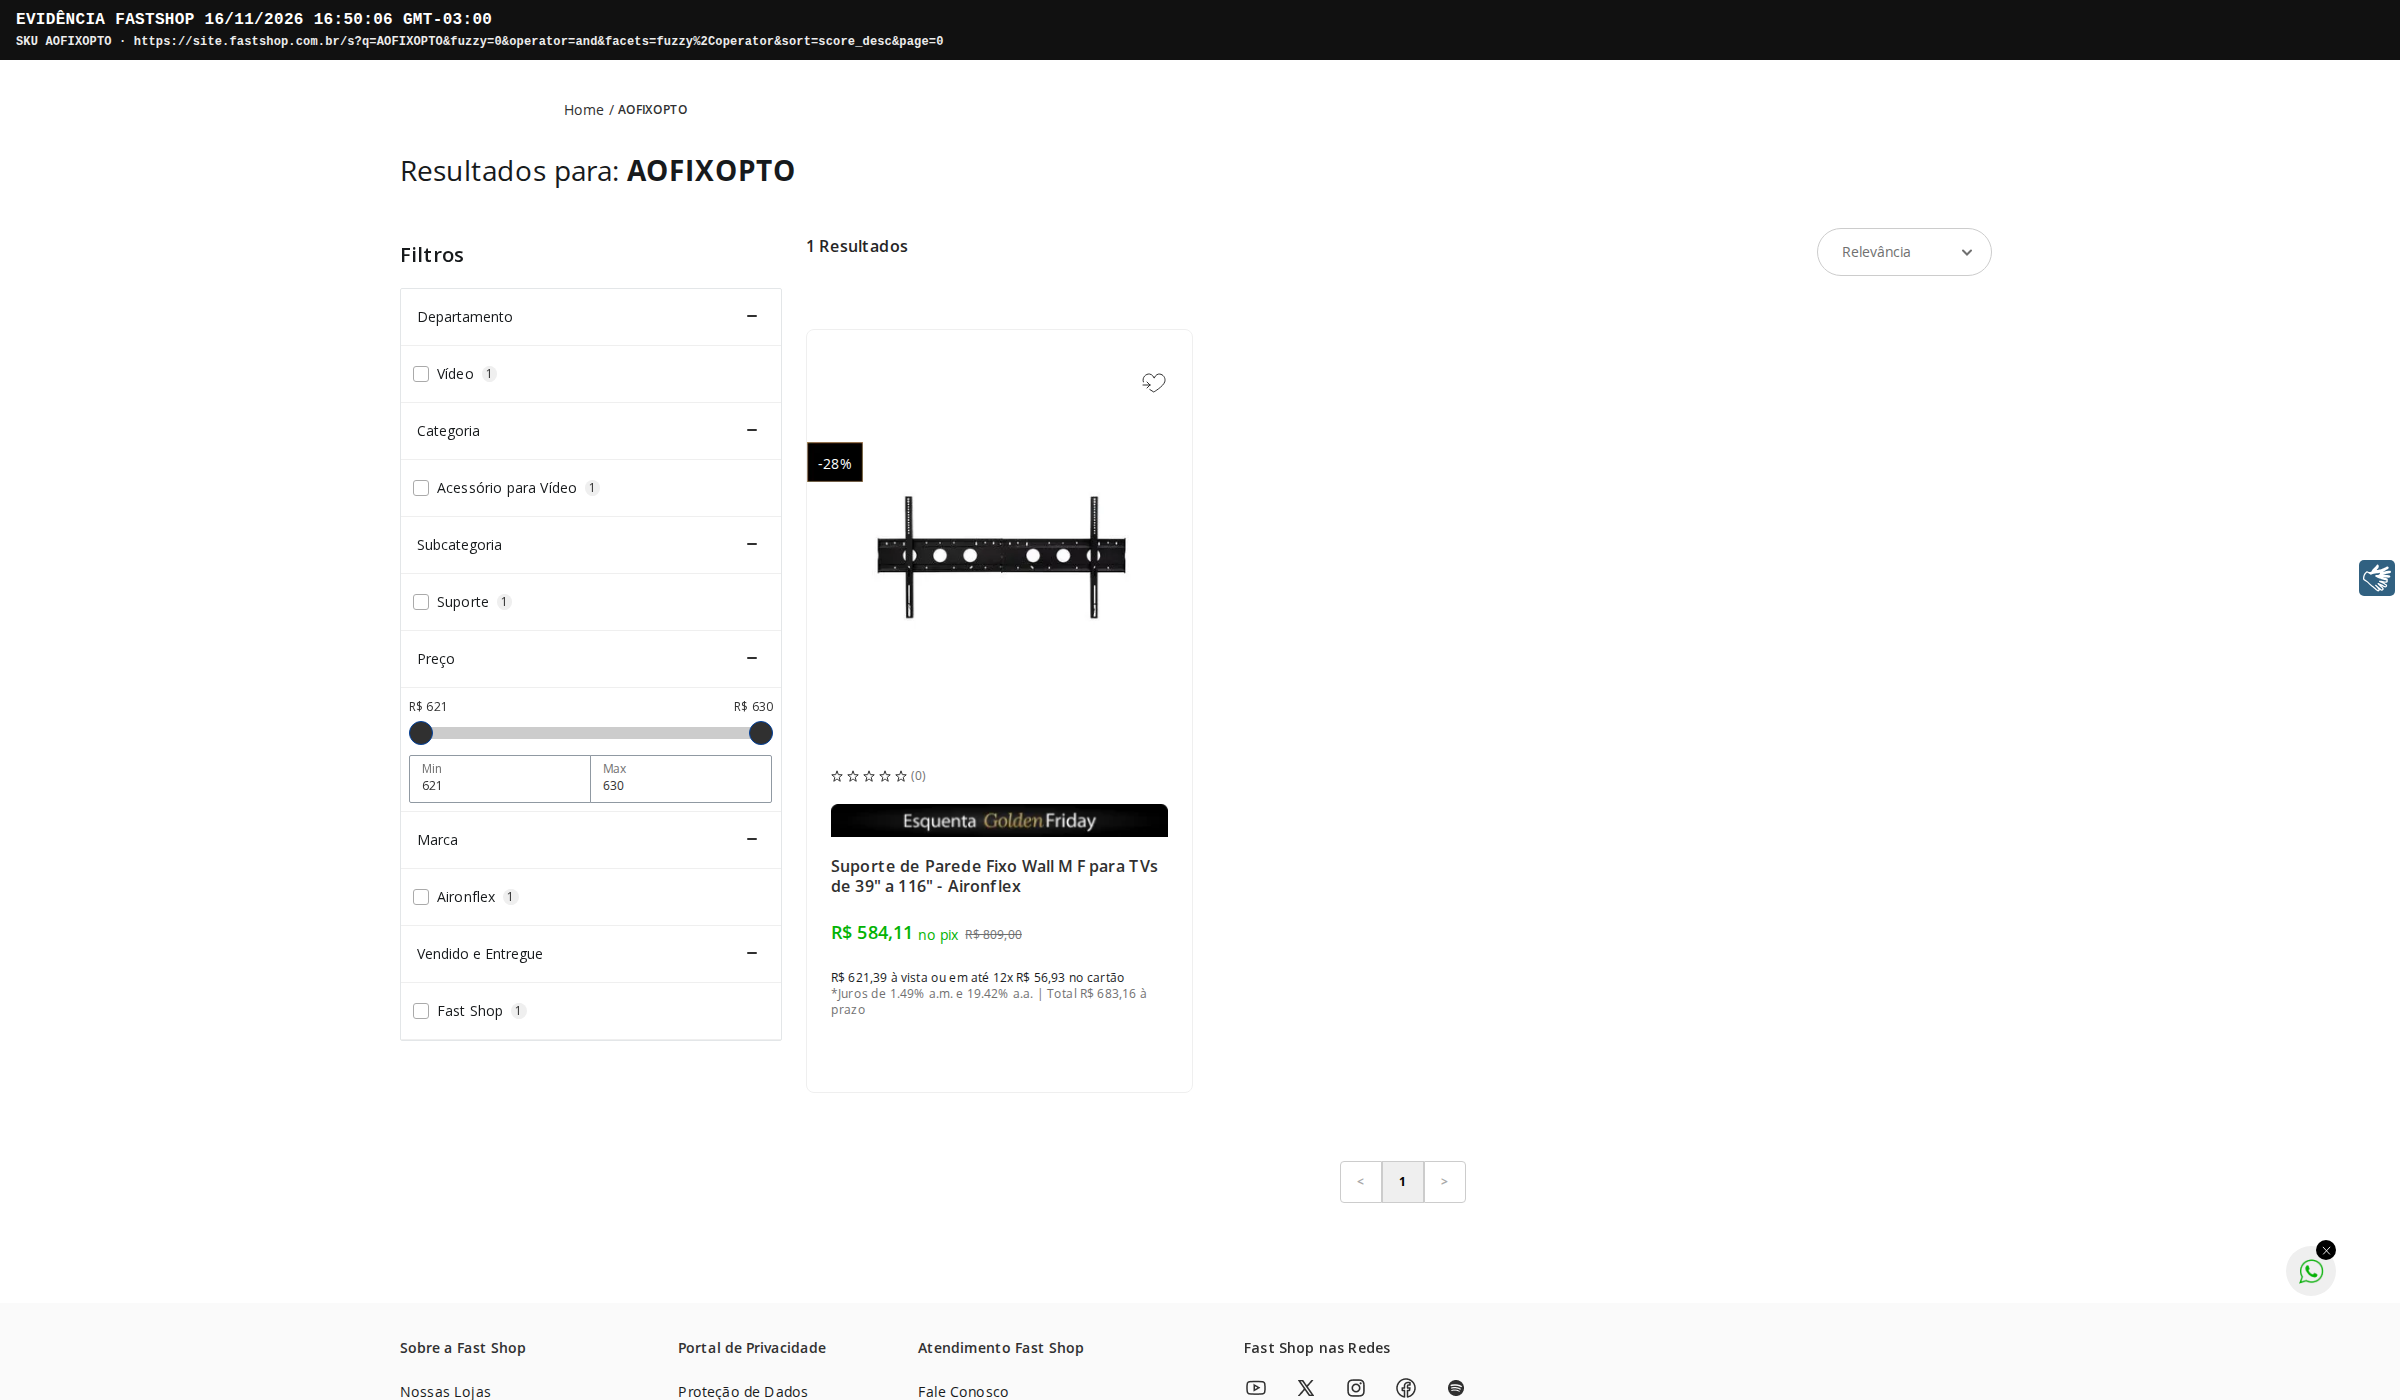 EVIDÊNCIA FASTSHOP 16/11/2026 16:50:06 GMT-03:00
SKU AOFIXOPTO · https://site.fastshop.com.br/s?q=AOFIXOPTO&fuzzy=0&operator=and&facets=fuzzy%2Coperator&sort=score_desc&page=0
Home / AOFIXOPTO
Resultados para: AOFIXOPTO
Filtros
1 Resultados
Relevância
Departamento
Vídeo 1
Categoria
Acessório para Vídeo 1
Subcategoria
Suporte 1
Preço
R$ 621 R$ 630
Min Max
621 630
Marca
Aironflex 1
Vendido e Entregue
Fast Shop 1
-28%
(0)
Esquenta Golden Friday
Suporte de Parede Fixo Wall M F para TVs
de 39" a 116" - Aironflex
R$ 584,11 no pix R$ 809,00
R$ 621,39 à vista ou em até 12x R$ 56,93 no cartão
*Juros de 1.49% a.m. e 19.42% a.a. | Total R$ 683,16 à
prazo
< 1 >
Sobre a Fast Shop Portal de Privacidade Atendimento Fast Shop Fast Shop nas Redes
Nossas Lojas Proteção de Dados Fale Conosco